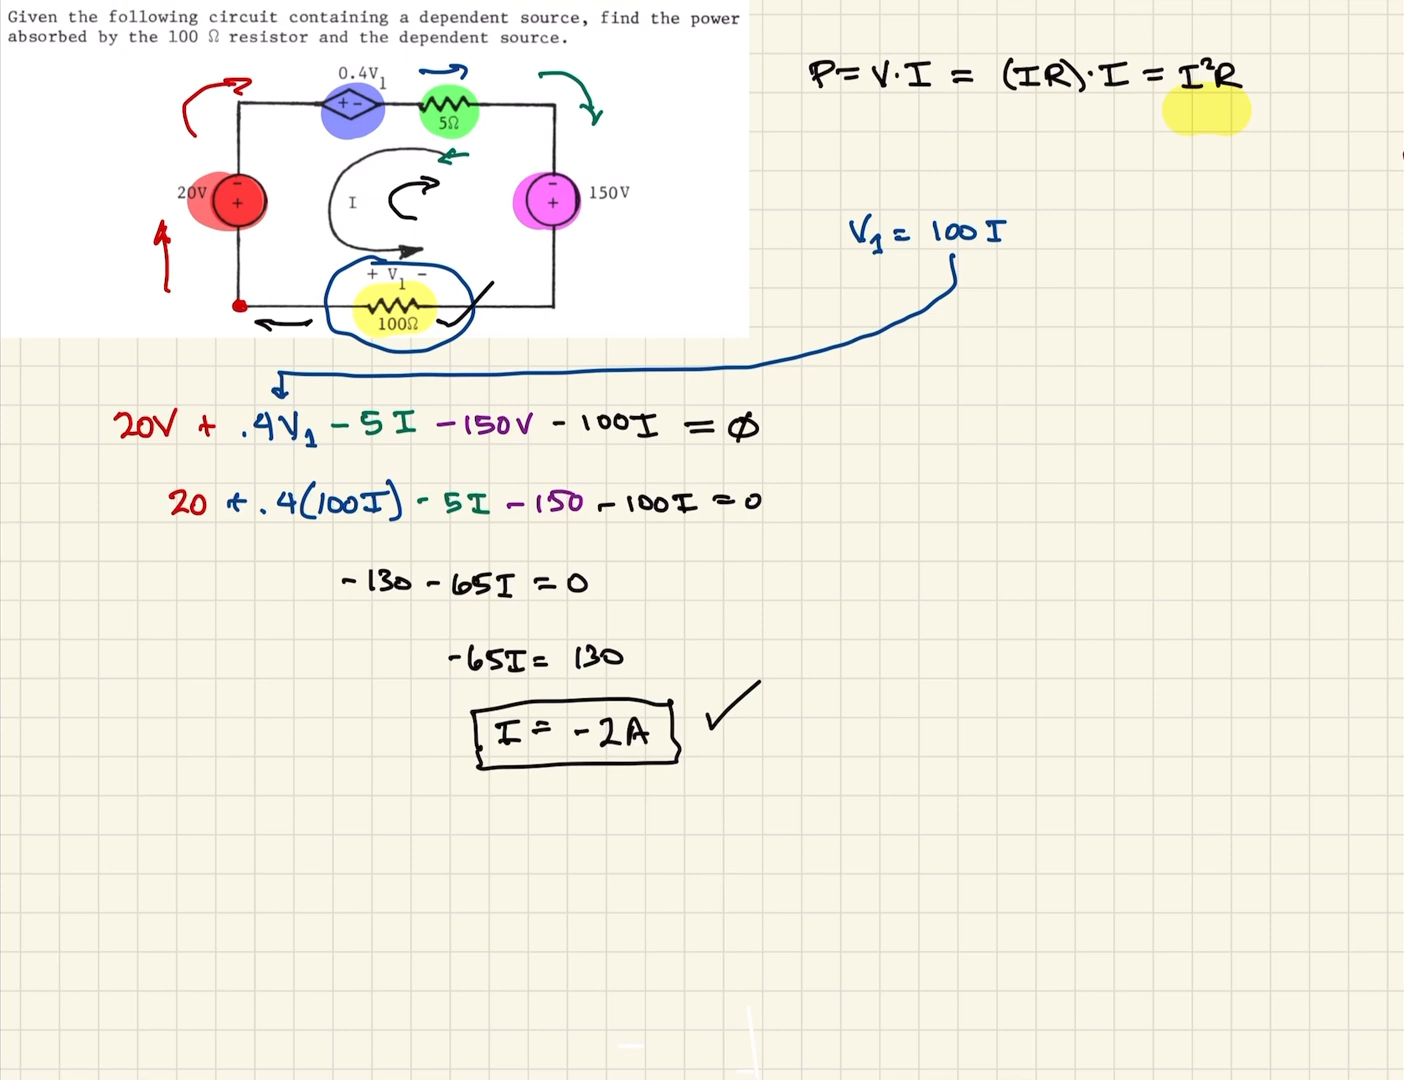 Given the following circuit containing a dependent source, find the power
absorbed by the 100 Ω resistor and the dependent source.
P = V·I = (IR)·I = I²R
0.4V₁
+ -
5Ω
20V
-
+
I
-
+
150V
V₁ = 100I
+ V₁ -
100Ω
20V + .4V₁ - 5I - 150V - 100I = ∅
20 + .4(100I) - 5I - 150 - 100I = 0
-130 - 65I = 0
-65I = 130
I = -2A ✓